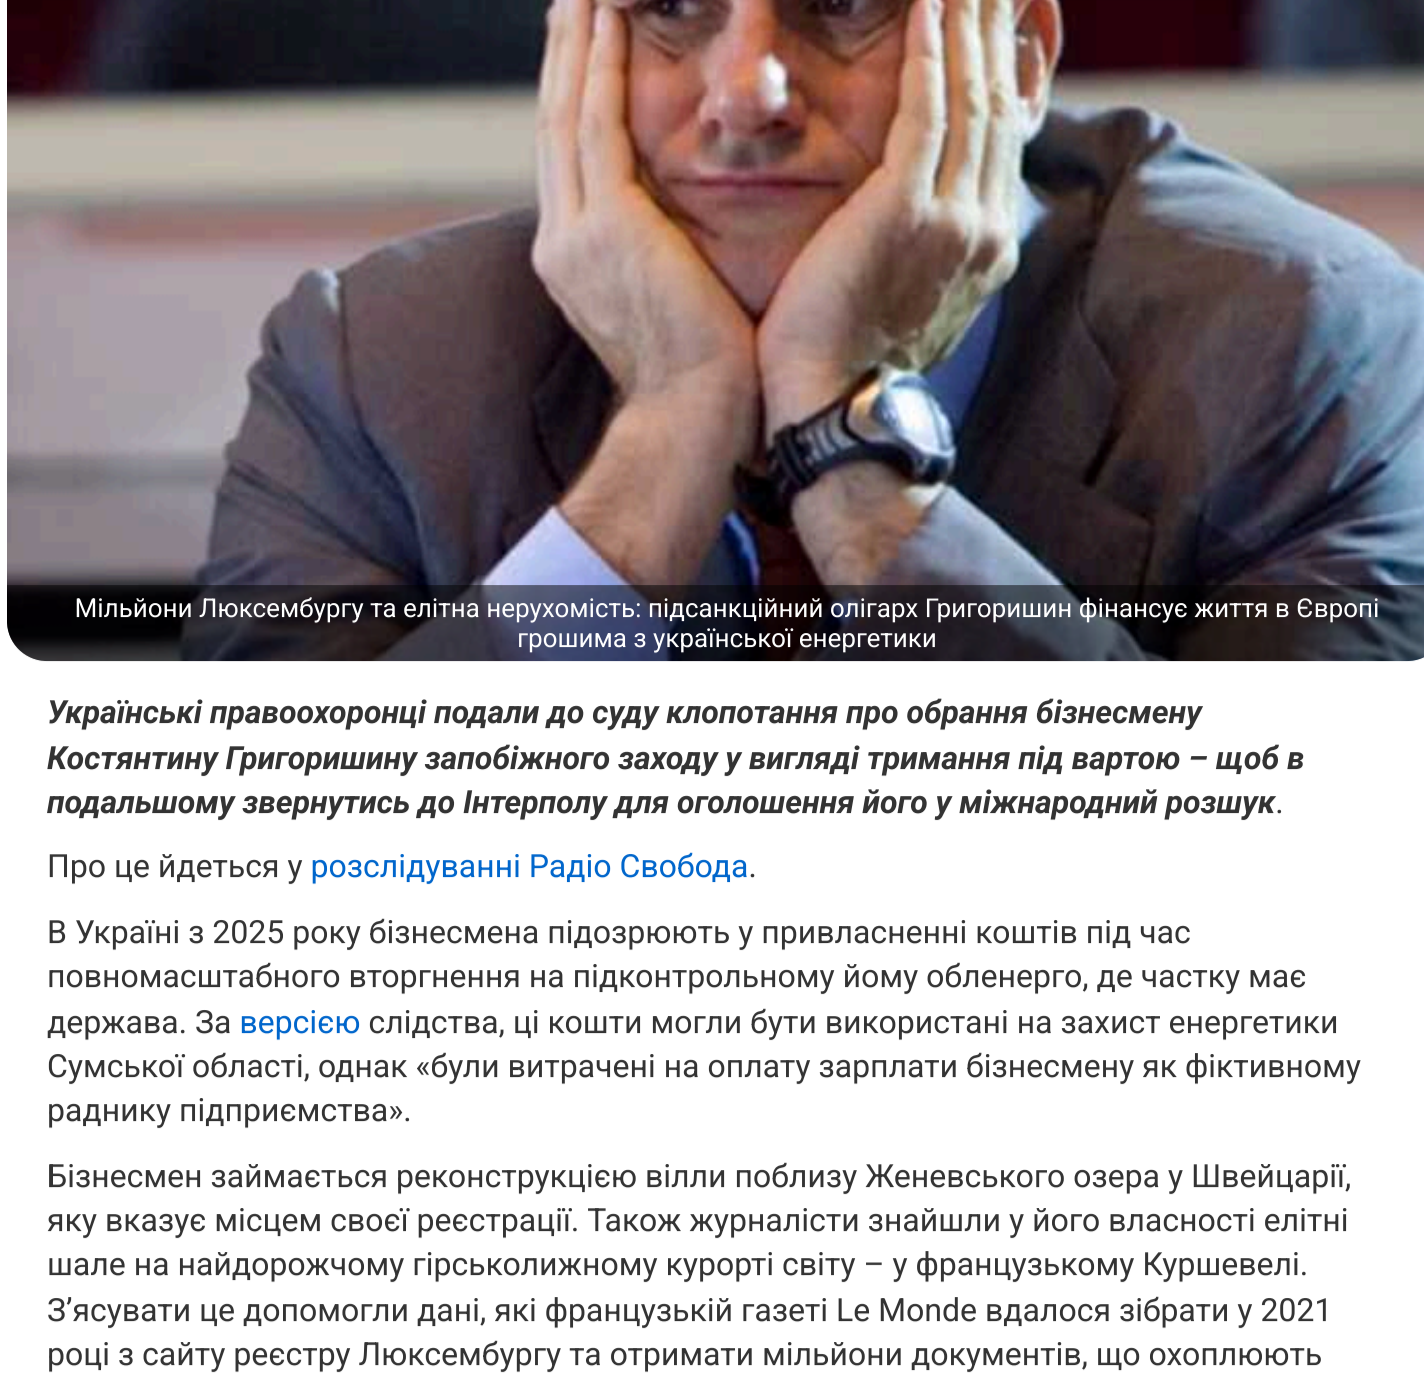 Мільйони Люксембургу та елітна нерухомість: підсанкційний олігарх Григоришин фінансує життя в Європі
грошима з української енергетики
Українські правоохоронці подали до суду клопотання про обрання бізнесмену
Костянтину Григоришину запобіжного заходу у вигляді тримання під вартою – щоб в
подальшому звернутись до Інтерполу для оголошення його у міжнародний розшук.
Про це йдеться у розслідуванні Радіо Свобода.
В Україні з 2025 року бізнесмена підозрюють у привласненні коштів під час
повномасштабного вторгнення на підконтрольному йому обленерго, де частку має
держава. За версією слідства, ці кошти могли бути використані на захист енергетики
Сумської області, однак «були витрачені на оплату зарплати бізнесмену як фіктивному
раднику підприємства».
Бізнесмен займається реконструкцією вілли поблизу Женевського озера у Швейцарії,
яку вказує місцем своєї реєстрації. Також журналісти знайшли у його власності елітні
шале на найдорожчому гірськолижному курорті світу – у французькому Куршевелі.
З’ясувати це допомогли дані, які французькій газеті Le Monde вдалося зібрати у 2021
році з сайту реєстру Люксембургу та отримати мільйони документів, що охоплюють